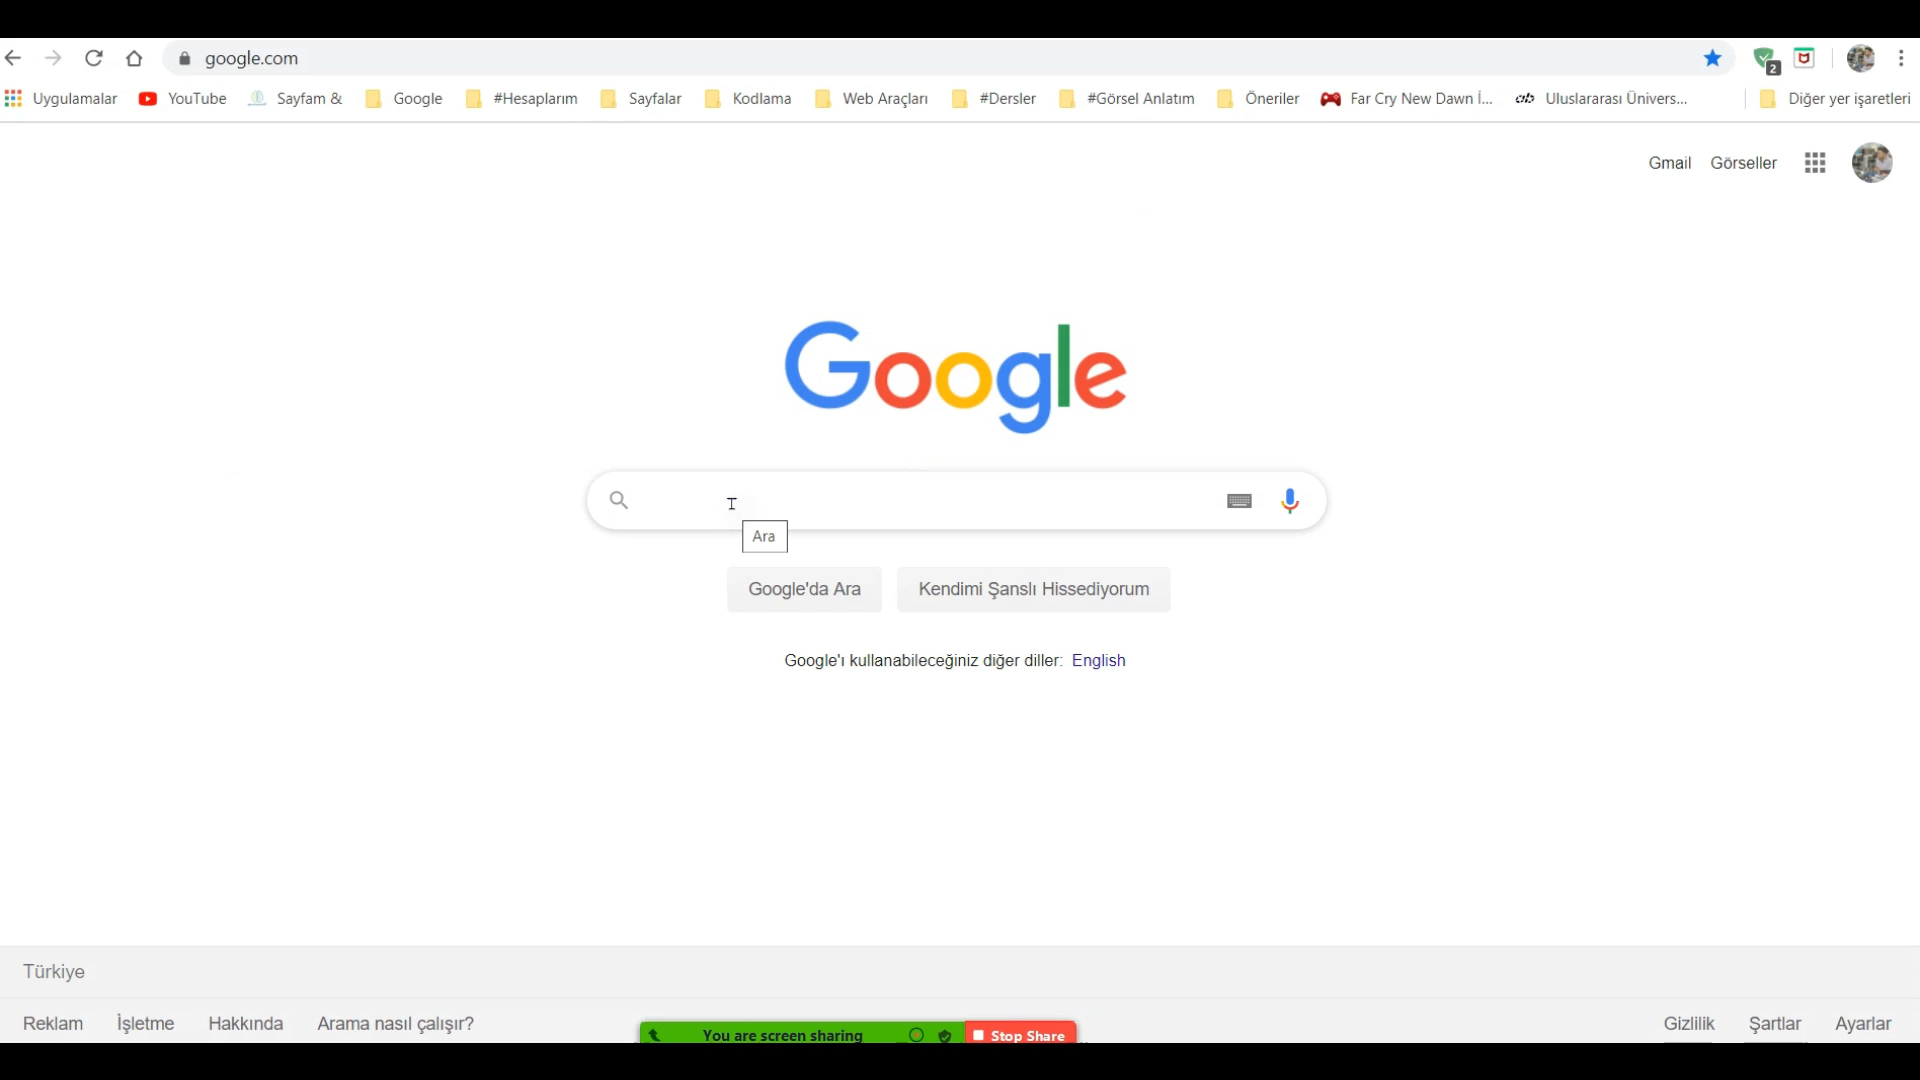 google.com
2
Uygulamalar YouTube Sayfam & Google #Hesaplarım Sayfalar Kodlama Web Araçları #Dersler #Görsel Anlatım Öneriler Far Cry New Dawn İ... Uluslararası Ünivers... Diğer yer işaretleri
Gmail Görseller
Google
Ara
Google'da Ara Kendimi Şanslı Hissediyorum
Google'ı kullanabileceğiniz diğer diller: English
Türkiye
Reklam İşletme Hakkında Arama nasıl çalışır? Gizlilik Şartlar Ayarlar
You are screen sharing Stop Share